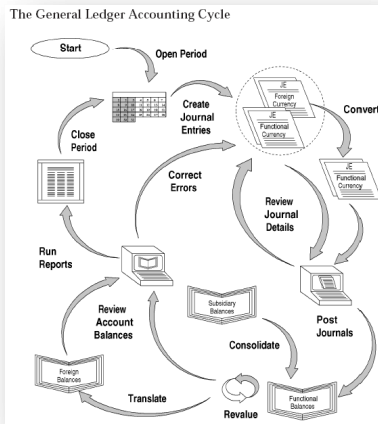 The General Ledger Accounting Cycle
Start
Open Period
Create
Journal
Entries
JE
Foreign
Currency
JE
Functional
Currency
Convert
JE
Functional
Currency
Close
Period
Correct
Errors
Review
Journal
Details
Run
Reports
Review
Account
Balances
Subsidiary
Balances
Post
Journals
Consolidate
Foreign
Balances
Translate
Revalue
Functional
Balances